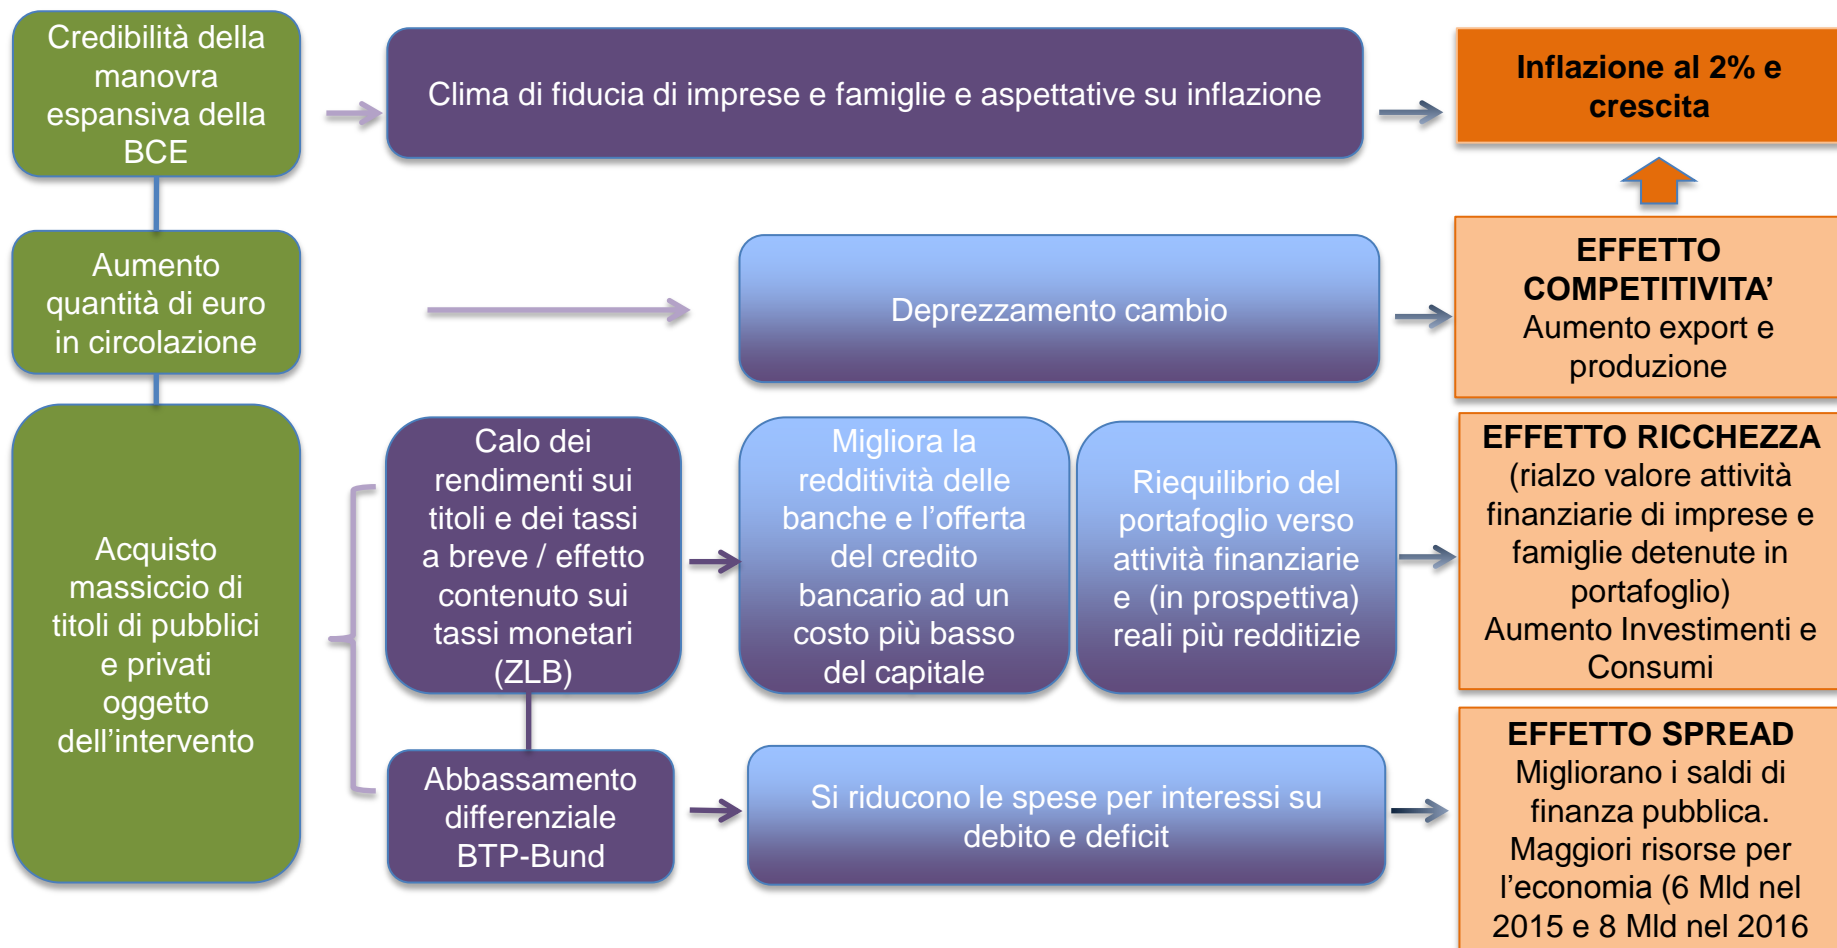 Credibilità della
manovra
espansiva della
BCE
Clima di fiducia di imprese e famiglie e aspettative su inflazione
Inflazione al 2% e
crescita
Aumento
quantità di euro
in circolazione
Deprezzamento cambio
EFFETTO
COMPETITIVITA’
Aumento export e
produzione
Acquisto
massiccio di
titoli di pubblici
e privati
oggetto
dell’intervento
Calo dei
rendimenti sui
titoli e dei tassi
a breve / effetto
contenuto sui
tassi monetari
(ZLB)
Migliora la
redditività delle
banche e l’offerta
del credito
bancario ad un
costo più basso
del capitale
Riequilibrio del
portafoglio verso
attività finanziarie
e (in prospettiva)
reali più redditizie
EFFETTO RICCHEZZA
(rialzo valore attività
finanziarie di imprese e
famiglie detenute in
portafoglio)
Aumento Investimenti e
Consumi
Abbassamento
differenziale
BTP-Bund
Si riducono le spese per interessi su
debito e deficit
EFFETTO SPREAD
Migliorano i saldi di
finanza pubblica.
Maggiori risorse per
l’economia (6 Mld nel
2015 e 8 Mld nel 2016